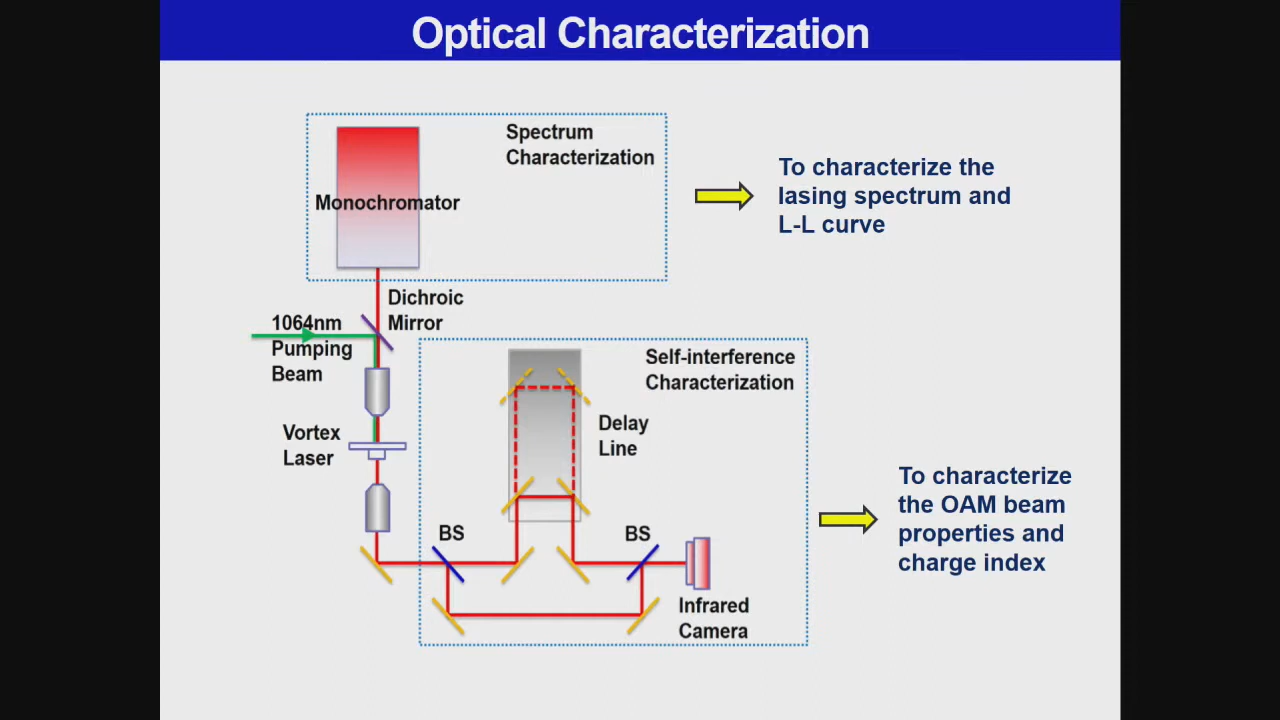 Optical Characterization
Spectrum
Characterization
Monochromator
To characterize the
lasing spectrum and
L-L curve
Dichroic
Mirror
1064nm
Pumping
Beam
Self-interference
Characterization
Delay
Line
Vortex
Laser
BS
BS
Infrared
Camera
To characterize
the OAM beam
properties and
charge index